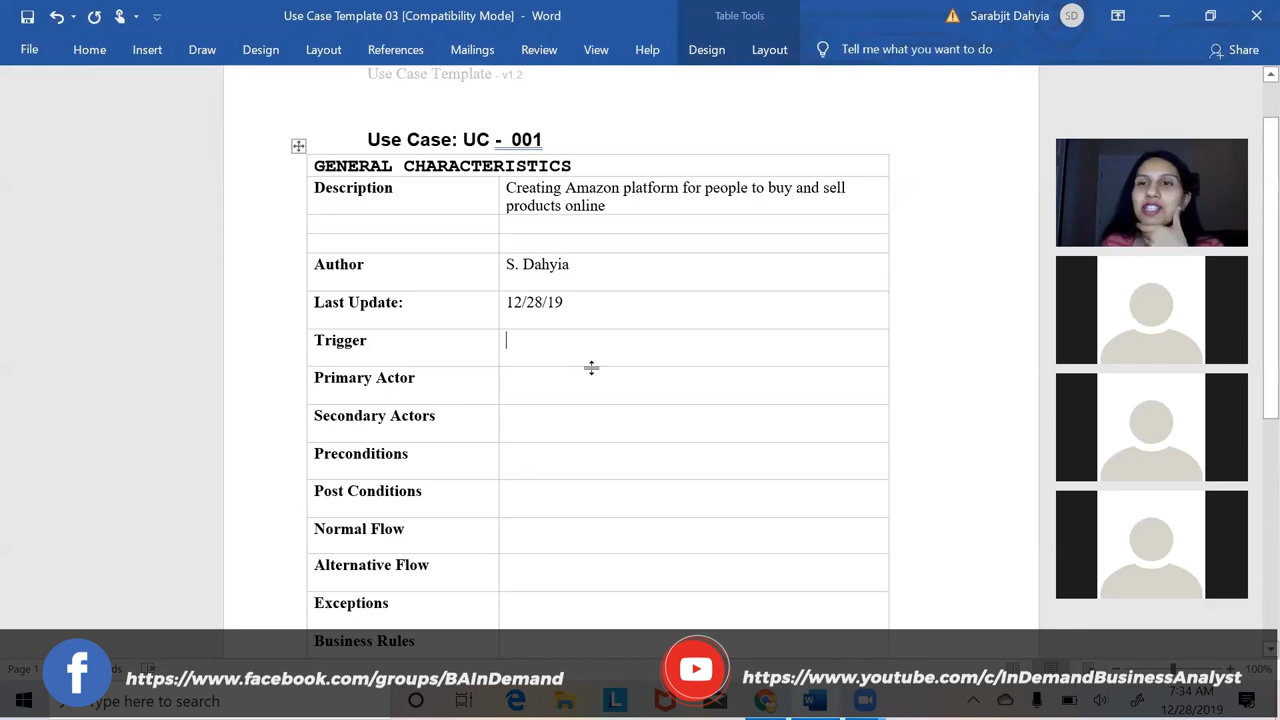 Use Case Template 03 [Compatibility Mode] - Word
Table Tools
Sarabjit Dahyia
SD
File Home Insert Draw Design Layout References Mailings Review View Help Design Layout Tell me what you want to do Share
Use Case Template - v1.2
Use Case: UC - 001
GENERAL CHARACTERISTICS
Description Creating Amazon platform for people to buy and sell
products online
Author S. Dahyia
Last Update: 12/28/19
Trigger
Primary Actor
Secondary Actors
Preconditions
Post Conditions
Normal Flow
Alternative Flow
Exceptions
Business Rules
Page 1
100%
https://www.facebook.com/groups/BAInDemand
https://www.youtube.com/c/InDemandBusinessAnalyst
Type here to search
7:34 AM
12/28/2019